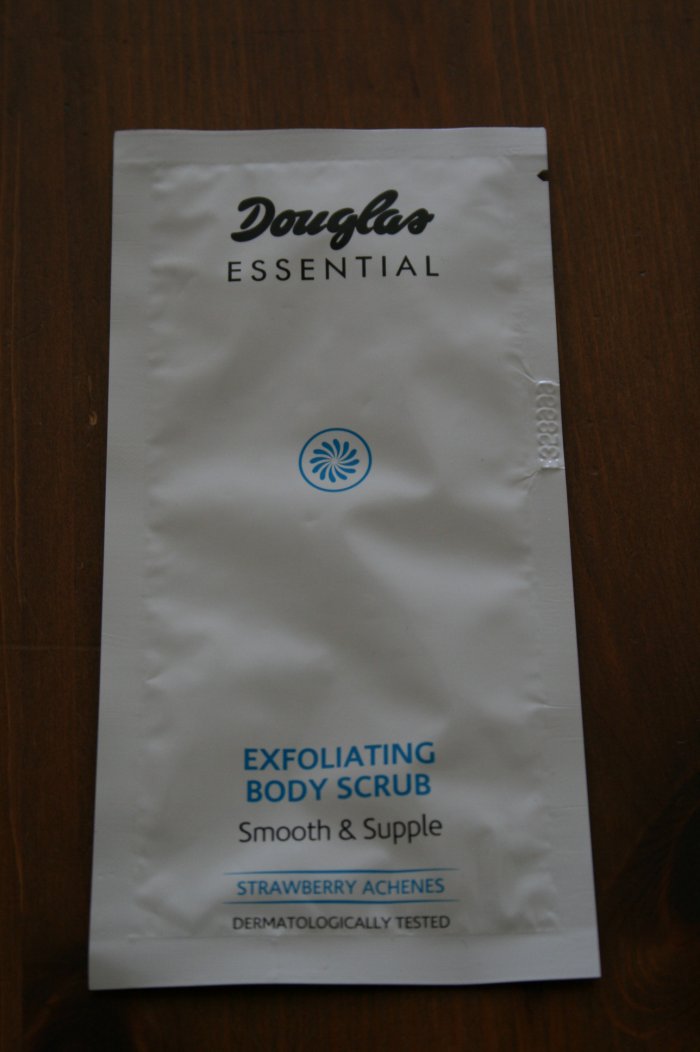 Douglas
ESSENTIAL
EXFOLIATING
BODY SCRUB
Smooth & Supple
STRAWBERRY ACHENES
DERMATOLOGICALLY TESTED